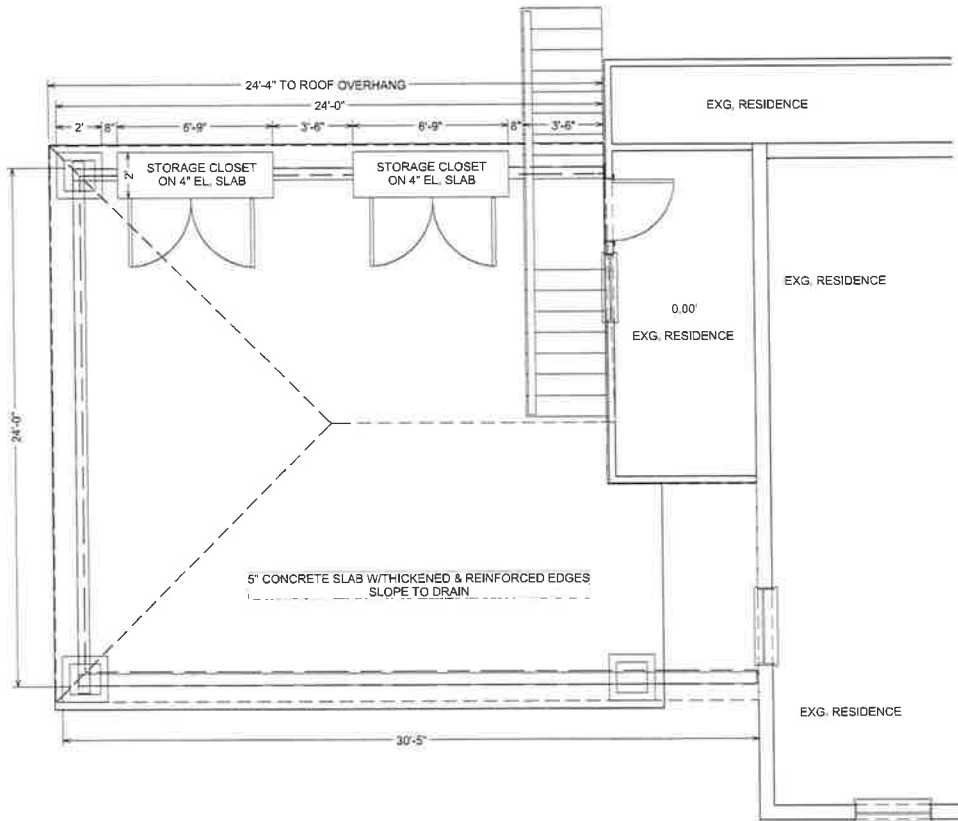 24'-4" TO ROOF OVERHANG
EXG. RESIDENCE
24'-0"
2'
8"
6'-9"
3'-6"
6'-9"
8"
3'-6"
STORAGE CLOSET
ON 4" EL. SLAB
2'
STORAGE CLOSET
ON 4" EL. SLAB
EXG. RESIDENCE
0.00'
EXG. RESIDENCE
24'-0"
5" CONCRETE SLAB W/THICKENED & REINFORCED EDGES
SLOPE TO DRAIN
EXG. RESIDENCE
30'-5"